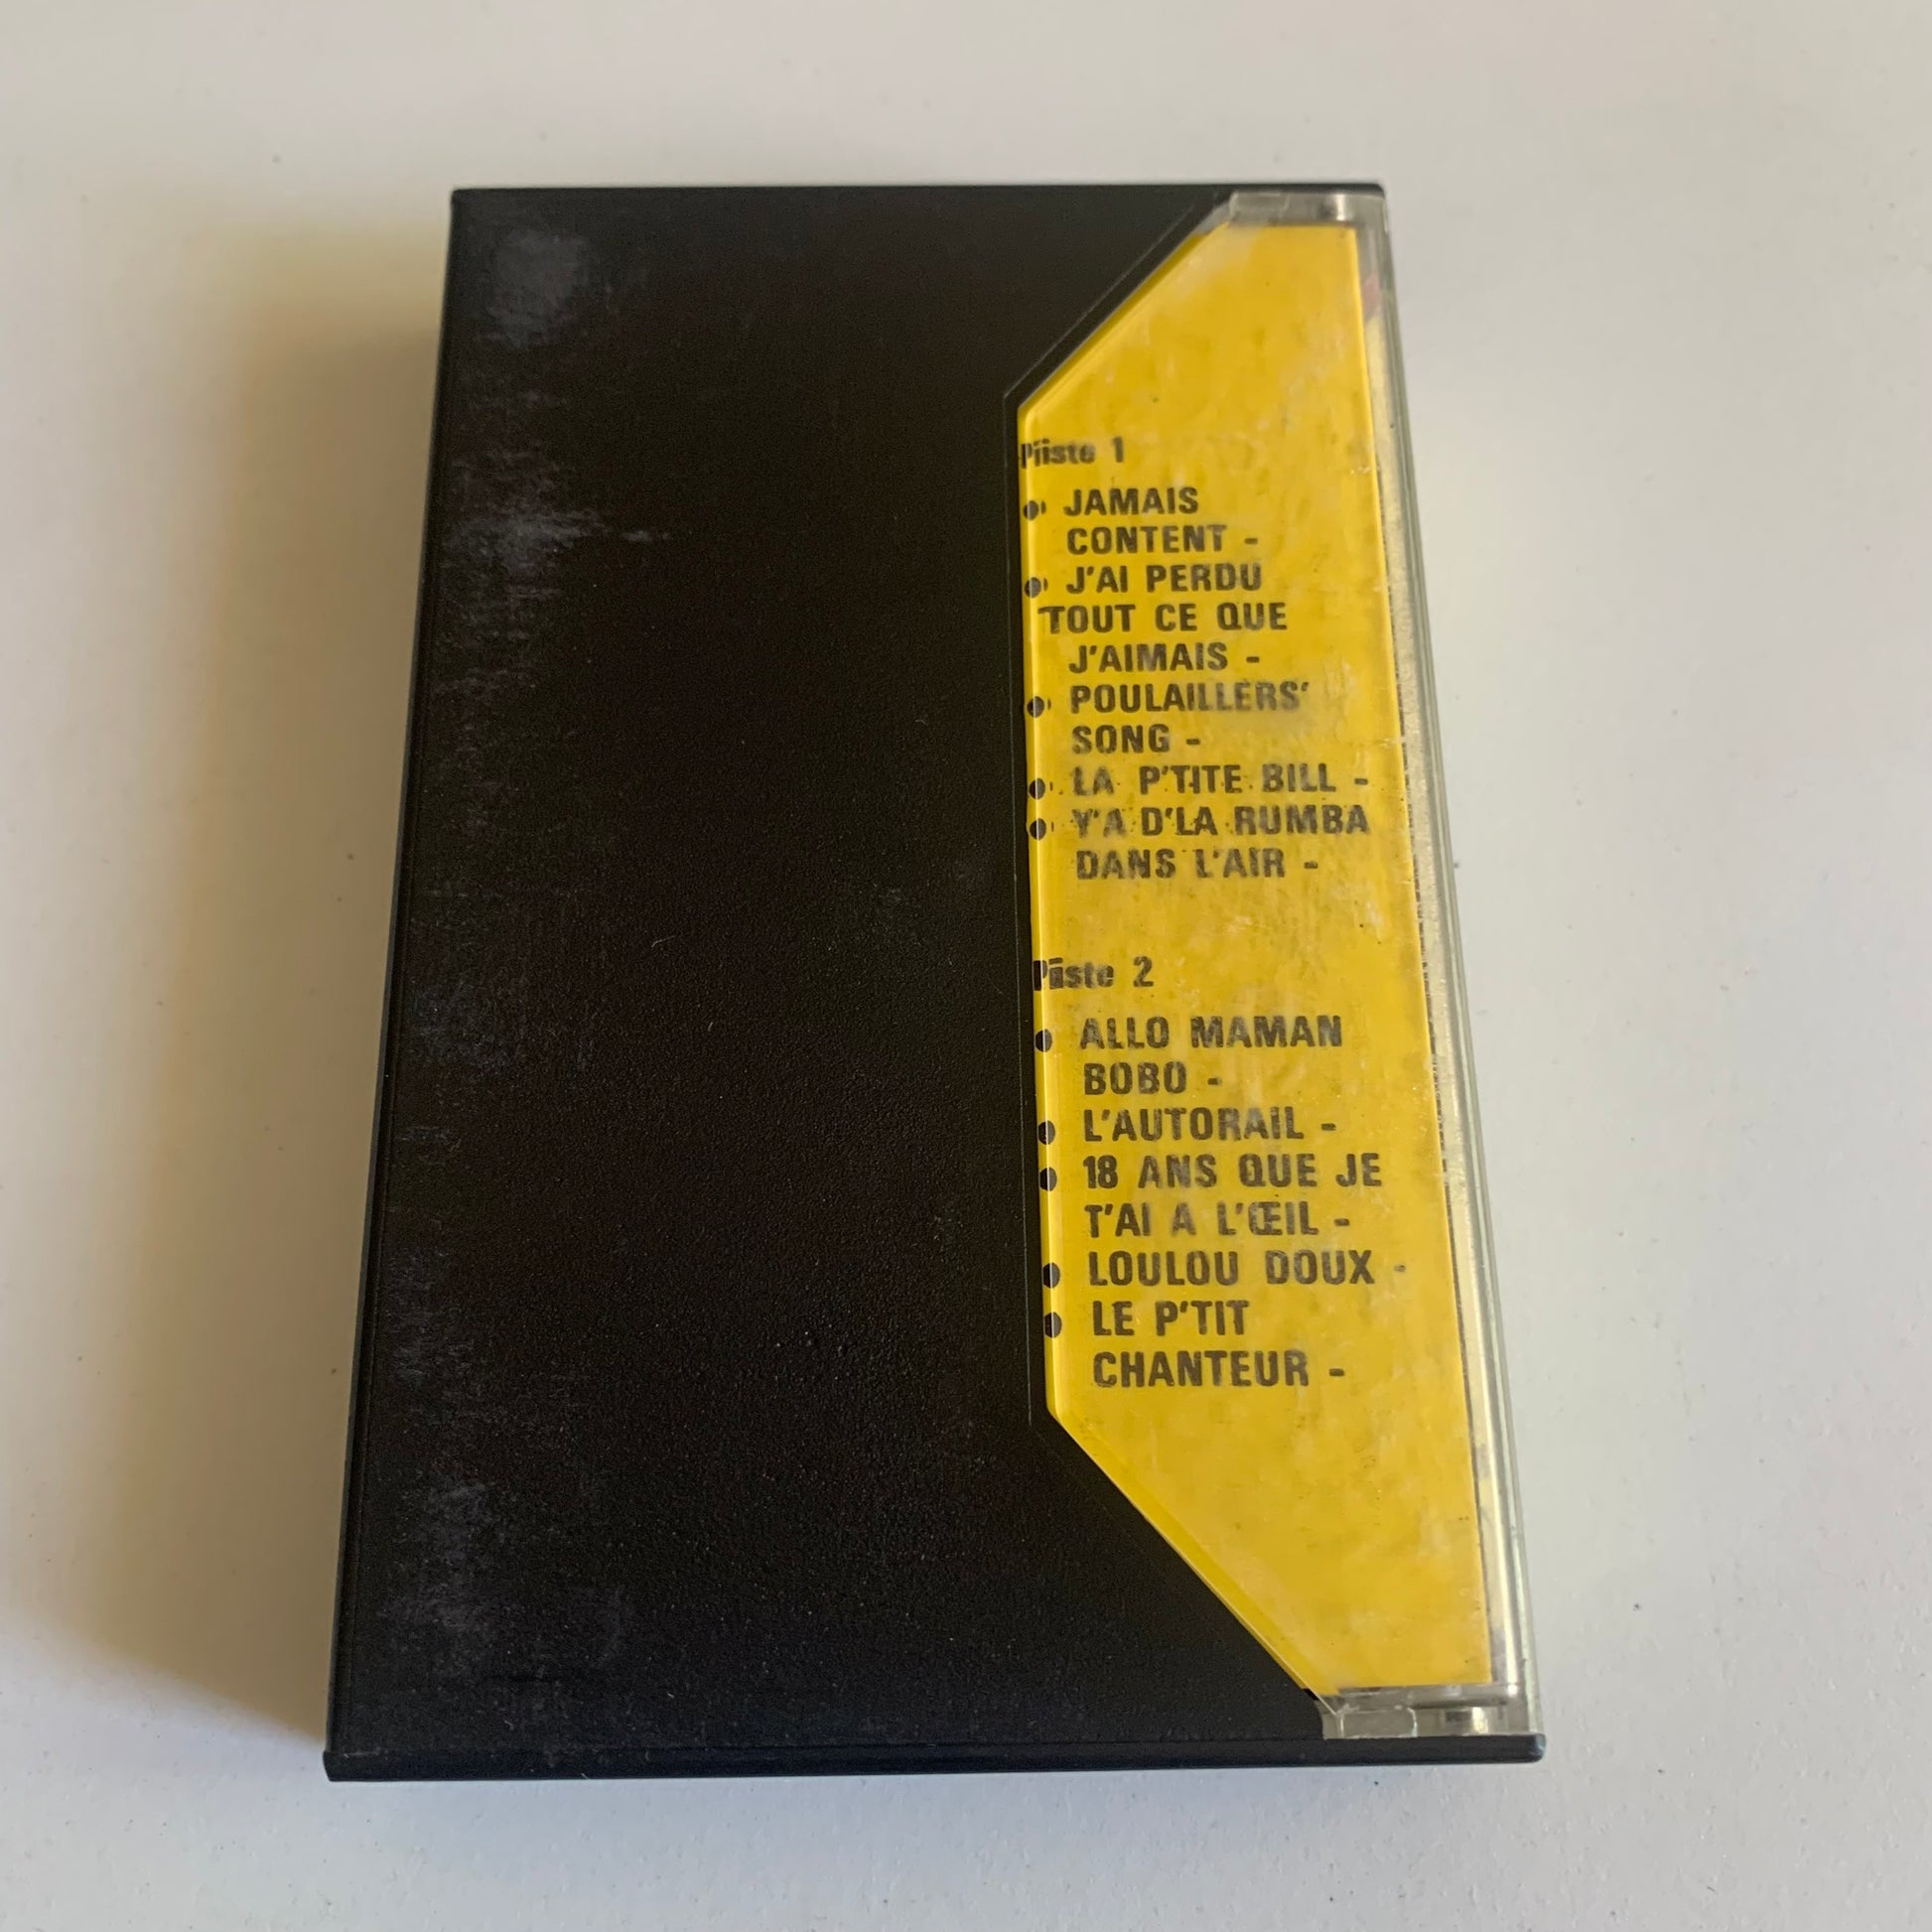 Piste 1
• JAMAIS
CONTENT -
• J'AI PERDU
TOUT CE QUE
J'AIMAIS -
• POULAILLERS'
SONG -
• LA P'TITE BILL -
• Y'A D'LA RUMBA
DANS L'AIR -
Piste 2
• ALLO MAMAN
BOBO -
• L'AUTORAIL -
• 18 ANS QUE JE
T'AI A L'ŒIL -
• LOULOU DOUX -
• LE P'TIT
CHANTEUR -